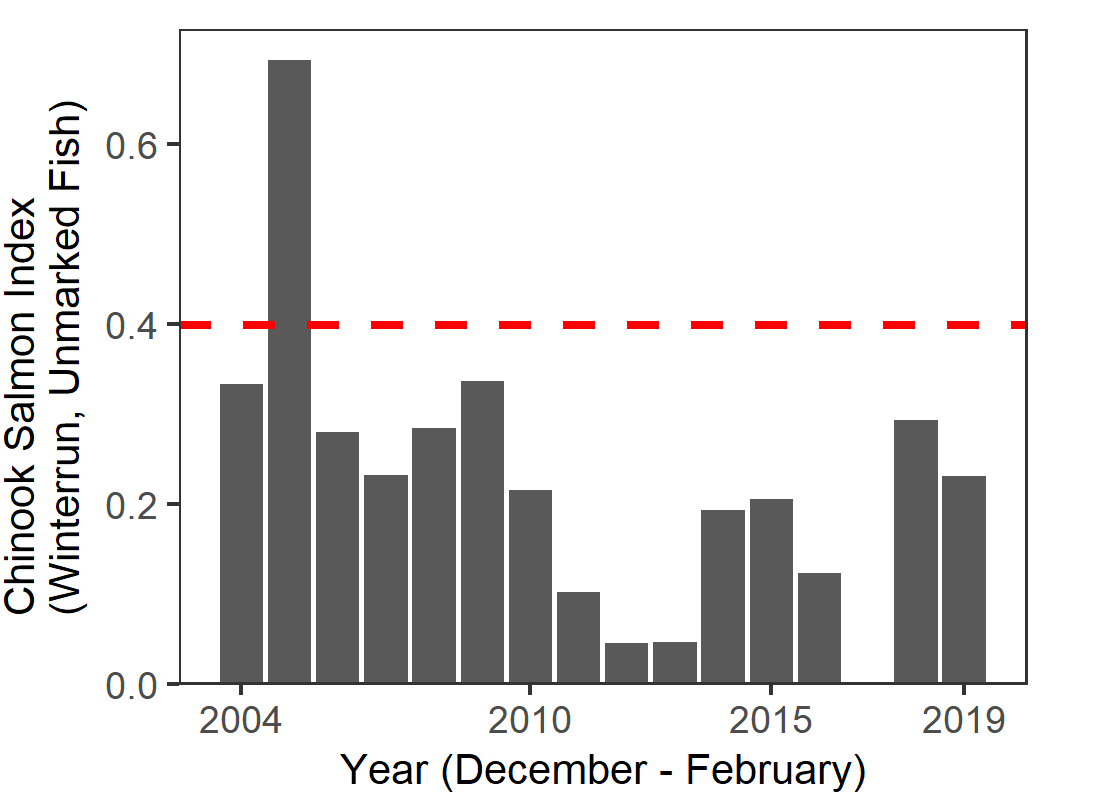 Chinook Salmon Index
(Winterrun, Unmarked Fish)
0.6
0.4
0.2
0.0
2004 2010 2015 2019
Year (December - February)